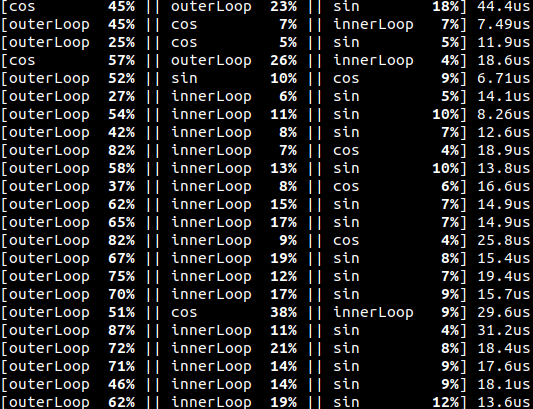 [cos 45% || outerLoop 23% || sin 18%] 44.4us
[outerLoop 45% || cos 7% || innerLoop 7%] 7.49us
[outerLoop 25% || cos 5% || sin 5%] 11.9us
[cos 57% || outerLoop 26% || innerLoop 4%] 18.6us
[outerLoop 52% || sin 10% || cos 9%] 6.71us
[outerLoop 27% || innerLoop 6% || sin 5%] 14.1us
[outerLoop 54% || innerLoop 11% || sin 10%] 8.26us
[outerLoop 42% || innerLoop 8% || sin 7%] 12.6us
[outerLoop 82% || innerLoop 7% || cos 4%] 18.9us
[outerLoop 58% || innerLoop 13% || sin 10%] 13.8us
[outerLoop 37% || innerLoop 8% || cos 6%] 16.6us
[outerLoop 62% || innerLoop 15% || sin 7%] 14.9us
[outerLoop 65% || innerLoop 17% || sin 7%] 14.9us
[outerLoop 82% || innerLoop 9% || cos 4%] 25.8us
[outerLoop 67% || innerLoop 19% || sin 8%] 15.4us
[outerLoop 75% || innerLoop 12% || sin 7%] 19.4us
[outerLoop 70% || innerLoop 17% || sin 9%] 15.7us
[outerLoop 51% || cos 38% || innerLoop 9%] 29.6us
[outerLoop 87% || innerLoop 11% || sin 4%] 31.2us
[outerLoop 72% || innerLoop 21% || sin 8%] 18.4us
[outerLoop 71% || innerLoop 14% || sin 9%] 17.6us
[outerLoop 46% || innerLoop 14% || sin 9%] 18.1us
[outerLoop 62% || innerLoop 19% || sin 12%] 13.6us